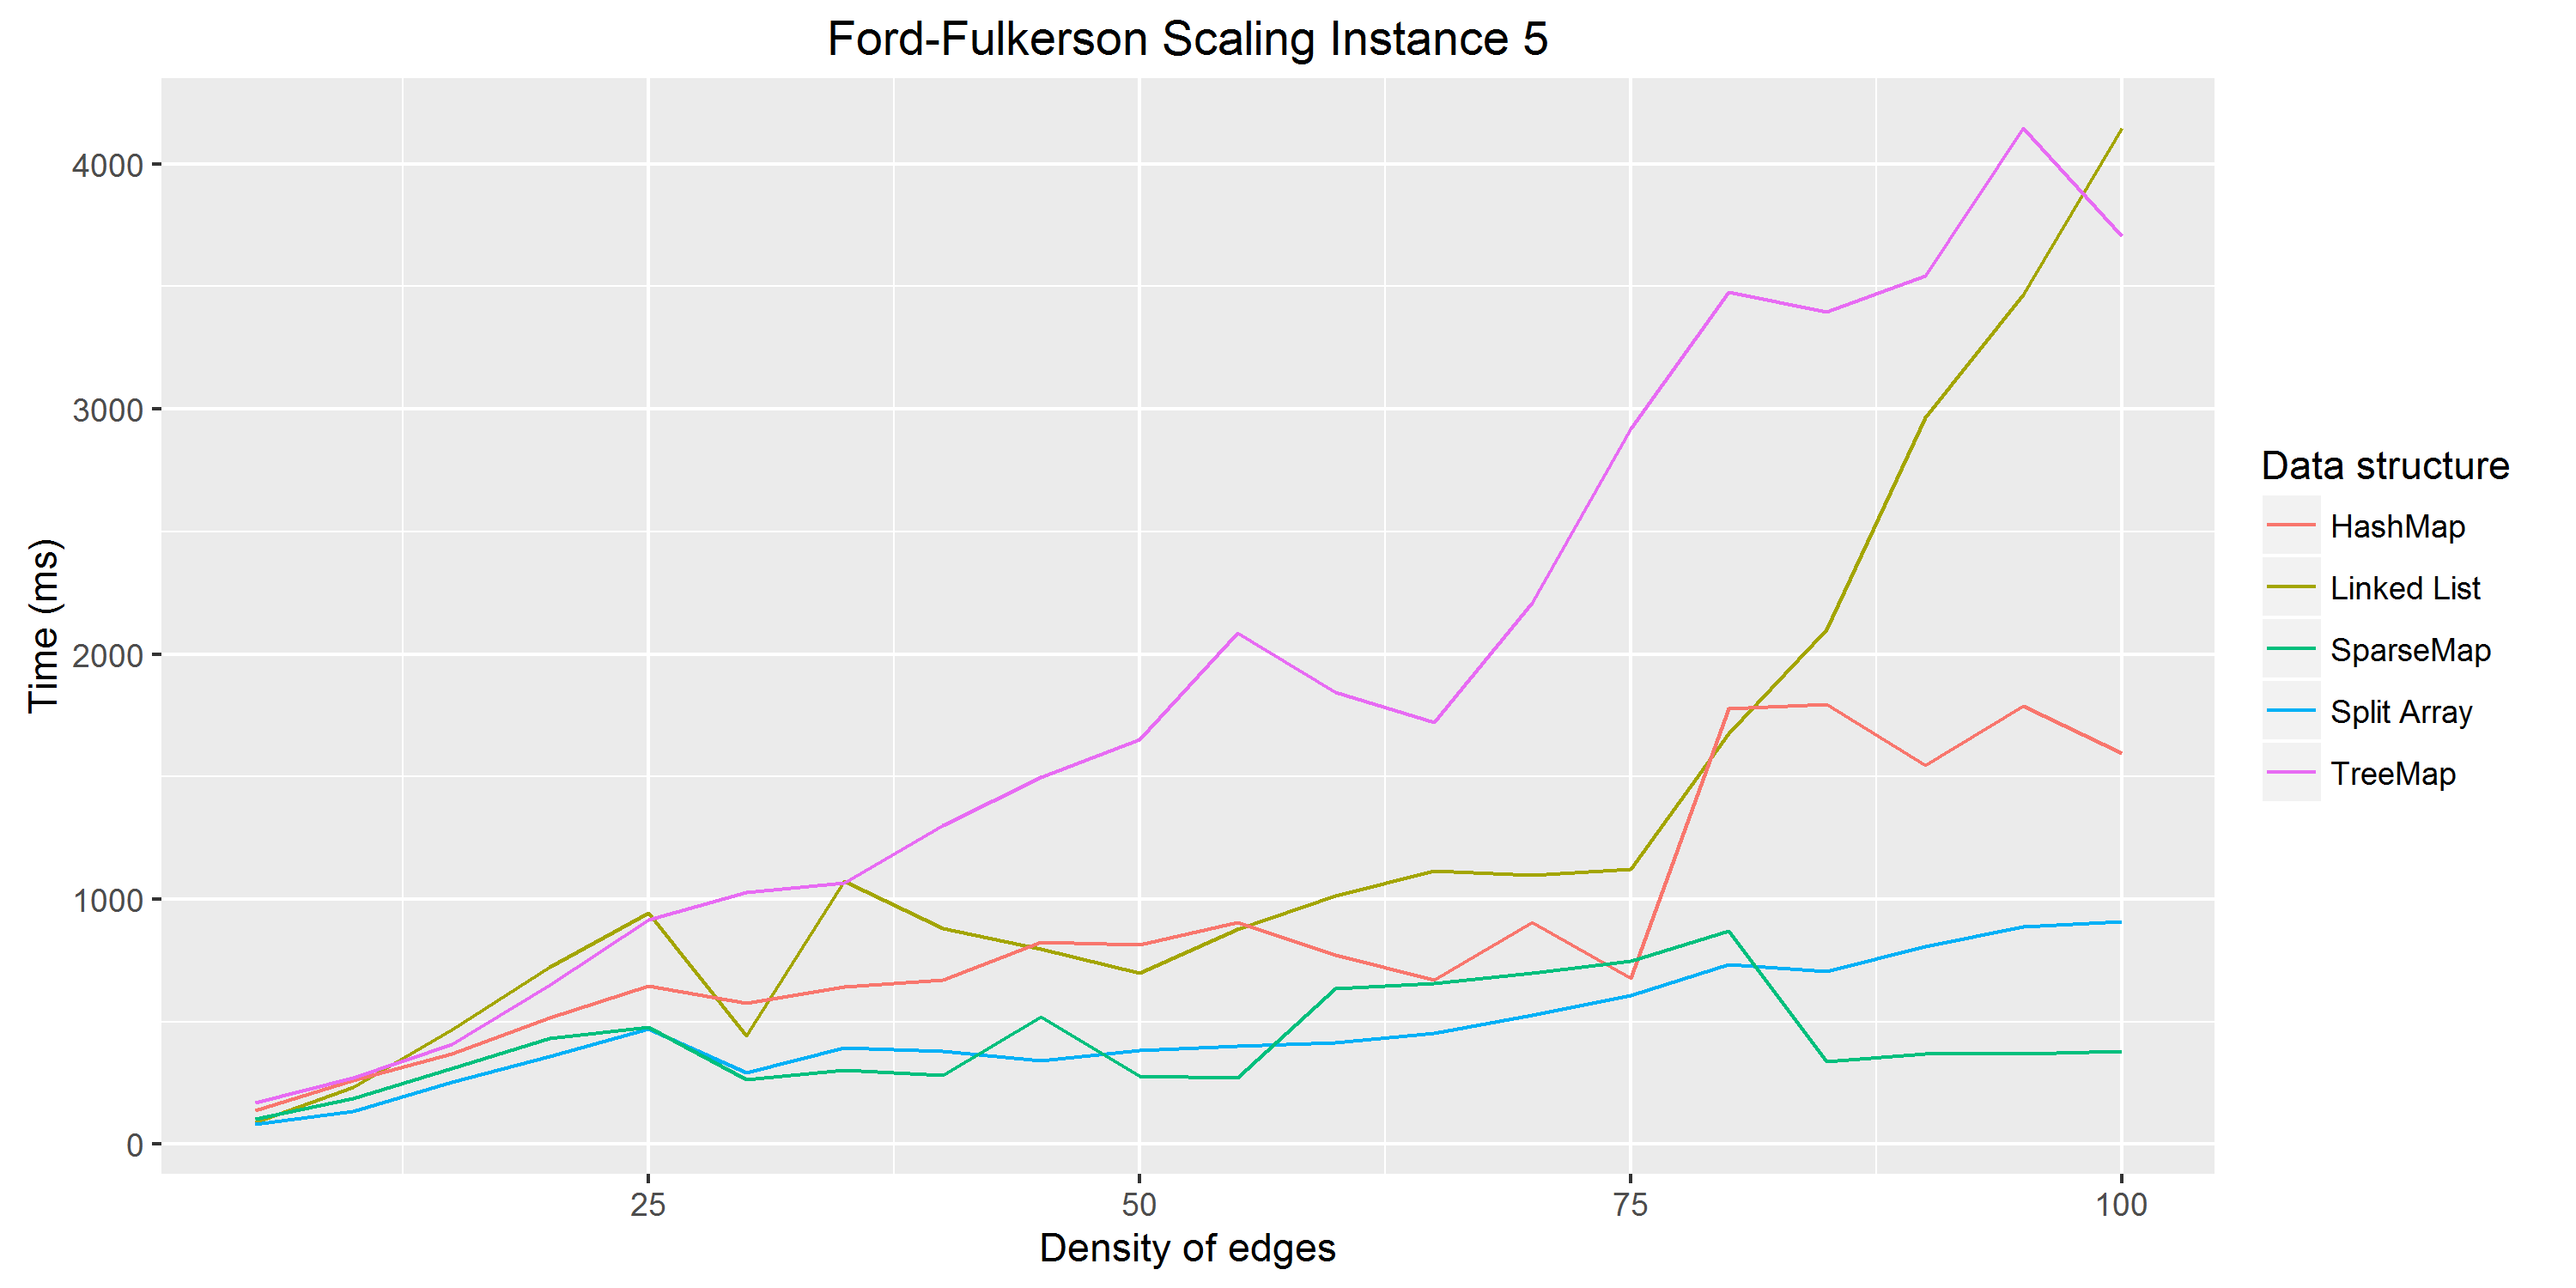 Ford-Fulkerson Scaling Instance 5
Time (ms)
4000
3000
2000
1000
0
25 50 75 100
Density of edges
Data structure
HashMap
Linked List
SparseMap
Split Array
TreeMap